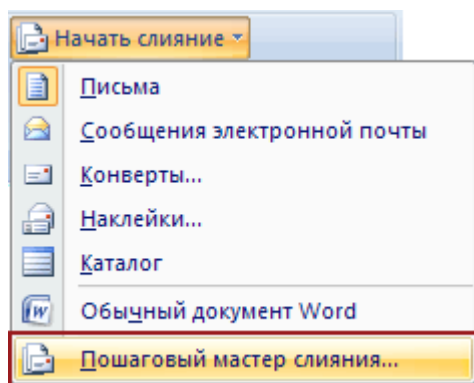 Начать слияние
Письма
Сообщения электронной почты
Конверты...
Наклейки...
Каталог
Обычный документ Word
Пошаговый мастер слияния...